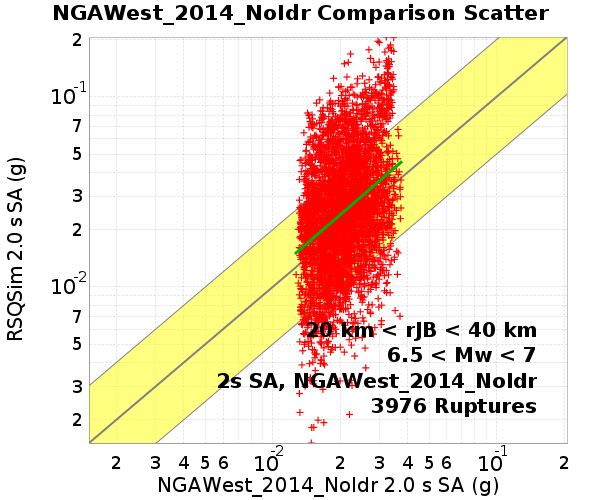 NGAWest_2014_NoIdr Comparison Scatter
2
10-1
7
5
3
2
10-2
7
5
3
2
RSQSim 2.0 s SA (g)
20 km < rJB < 40 km
6.5 < Mw < 7
2s SA, NGAWest_2014_NoIdr
3976 Ruptures
2 3 4 5 6 10-2 2 3 4 5 6 10-1 2
NGAWest_2014_NoIdr 2.0 s SA (g)